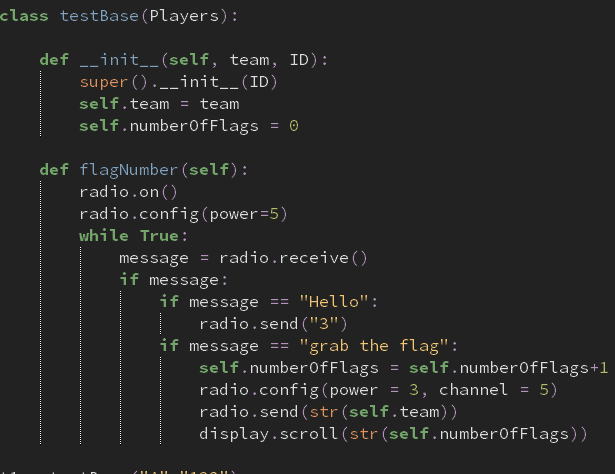 class testBase(Players):
def __init__(self, team, ID):
super().__init__(ID)
self.team = team
self.numberOfFlags = 0
def flagNumber(self):
radio.on()
radio.config(power=5)
while True:
message = radio.receive()
if message:
if message == "Hello":
radio.send("3")
if message == "grab the flag":
self.numberOfFlags = self.numberOfFlags+1
radio.config(power = 3, channel = 5)
radio.send(str(self.team))
display.scroll(str(self.numberOfFlags))